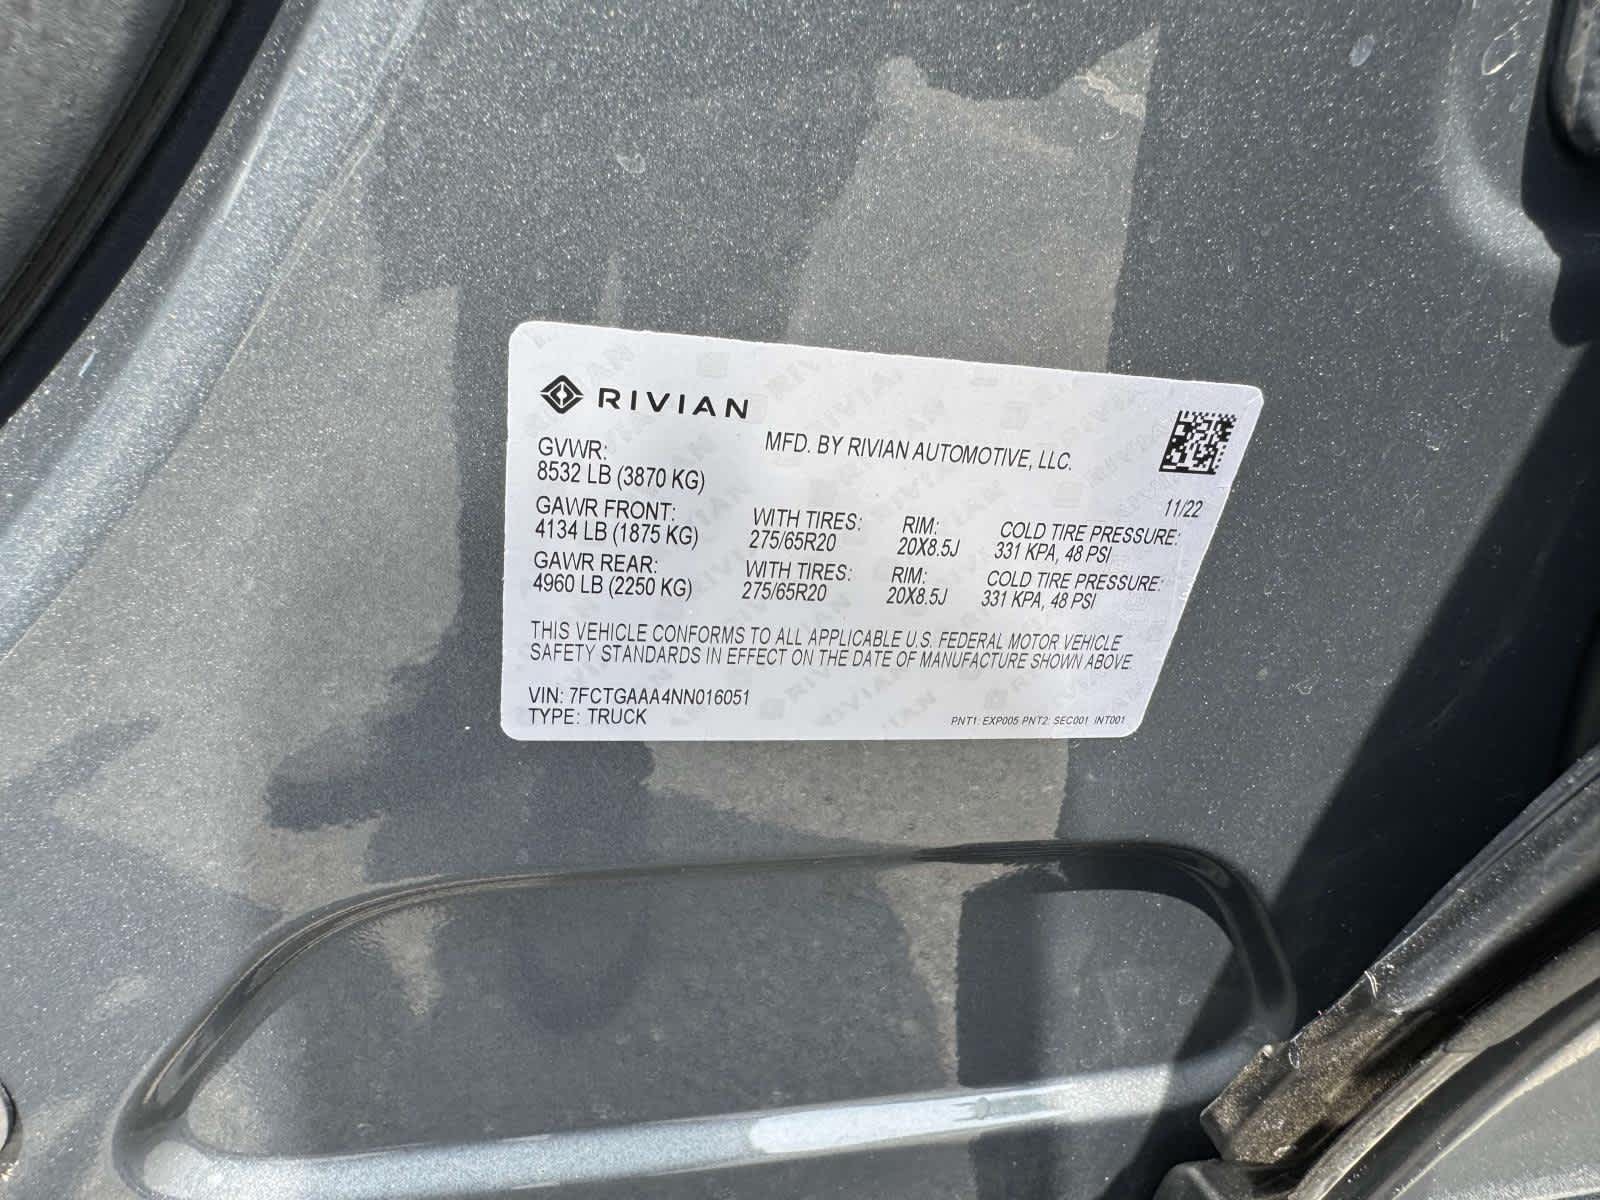 RIVIAN
MFD. BY RIVIAN AUTOMOTIVE, LLC.
GVWR:
8532 LB (3870 KG)
11/22
GAWR FRONT: WITH TIRES: RIM: COLD TIRE PRESSURE:
4134 LB (1875 KG) 275/65R20 20X8.5J 331 KPA, 48 PSI
GAWR REAR: WITH TIRES: RIM: COLD TIRE PRESSURE:
4960 LB (2250 KG) 275/65R20 20X8.5J 331 KPA, 48 PSI
THIS VEHICLE CONFORMS TO ALL APPLICABLE U.S. FEDERAL MOTOR VEHICLE
SAFETY STANDARDS IN EFFECT ON THE DATE OF MANUFACTURE SHOWN ABOVE.
VIN: 7FCTGAAA4NN016051
TYPE: TRUCK
PNT1: EXP005 PNT2: SEC001 INT001